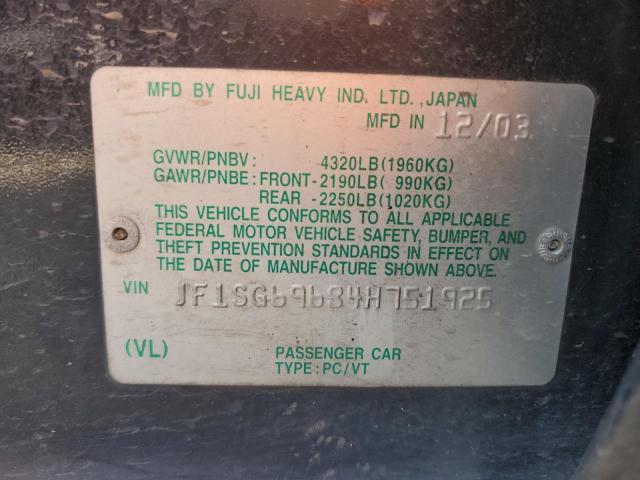 MFD BY FUJI HEAVY IND. LTD., JAPAN
MFD IN 12/03
GVWR/PNBV: 4320LB(1960KG)
GAWR/PNBE: FRONT-2190LB( 990KG)
REAR -2250LB(1020KG)
THIS VEHICLE CONFORMS TO ALL APPLICABLE
FEDERAL MOTOR VEHICLE SAFETY, BUMPER, AND
THEFT PREVENTION STANDARDS IN EFFECT ON
THE DATE OF MANUFACTURE SHOWN ABOVE.
VIN JF1SG69684H751925
(VL) PASSENGER CAR
TYPE: PC/VT